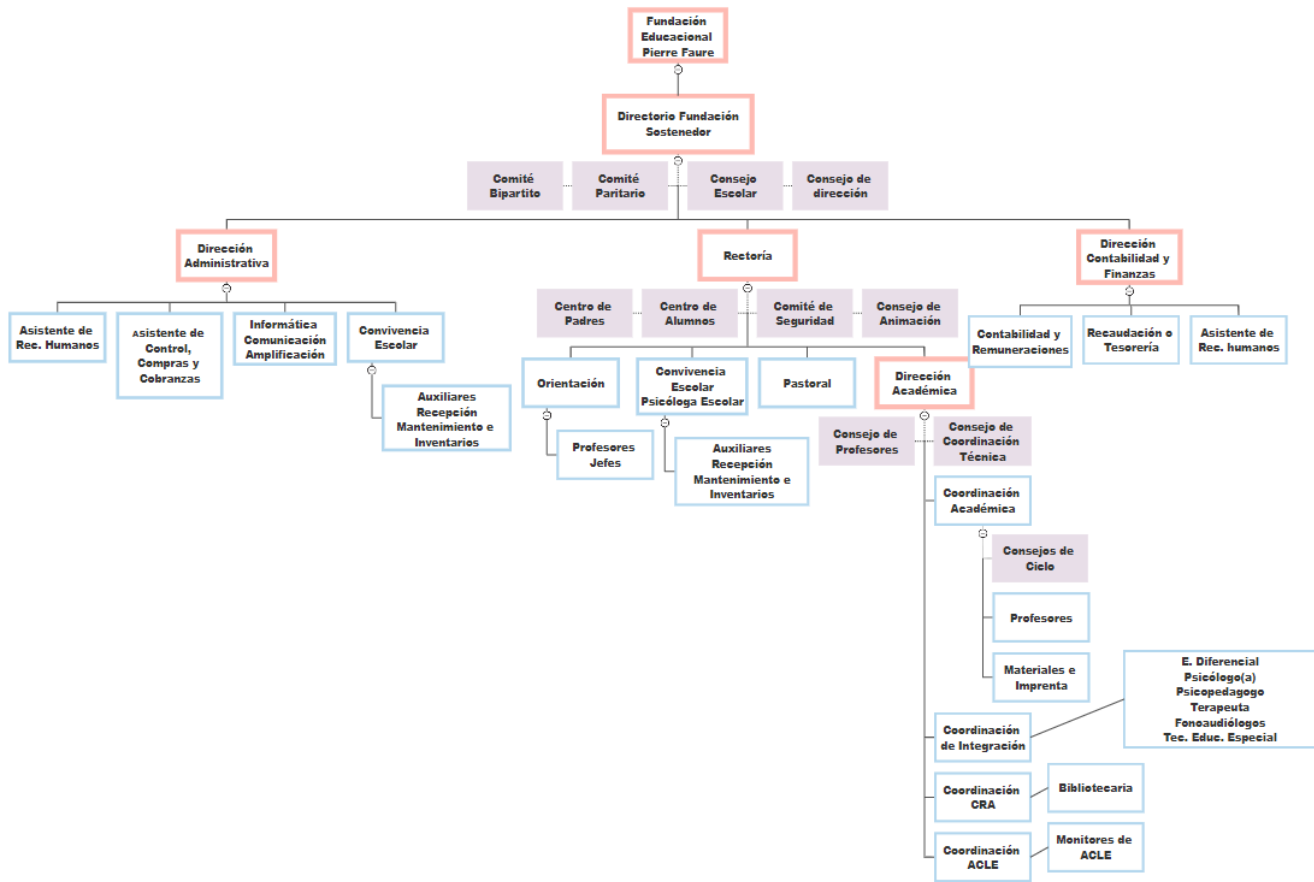 Fundación
Educacional
Pierre Faure
Directorio Fundación
Sostenedor
Comité
Bipartito
Comité
Paritario
Consejo
Escolar
Consejo de
dirección
Dirección
Administrativa
Rectoría
Dirección
Contabilidad y
Finanzas
Asistente de
Rec. Humanos
Asistente de
Control,
Compras y
Cobranzas
Informática
Comunicación
Amplificación
Convivencia
Escolar
Auxiliares
Recepción
Mantenimiento e
Inventarios
Centro de
Padres
Centro de
Alumnos
Comité de
Seguridad
Consejo de
Animación
Orientación
Convivencia
Escolar
Psicóloga Escolar
Pastoral
Dirección
Académica
Contabilidad y
Remuneraciones
Recaudación o
Tesorería
Asistente de
Rec. humanos
Profesores
Jefes
Auxiliares
Recepción
Mantenimiento e
Inventarios
Consejo de
Profesores
Consejo de
Coordinación
Técnica
Coordinación
Académica
Consejos de
Ciclo
Profesores
Materiales e
Imprenta
Coordinación
de Integración
E. Diferencial
Psicólogo(a)
Psicopedagogo
Terapeuta
Fonoaudiólogos
Tec. Educ. Especial
Coordinación
CRA
Bibliotecaria
Coordinación
ACLE
Monitores de
ACLE